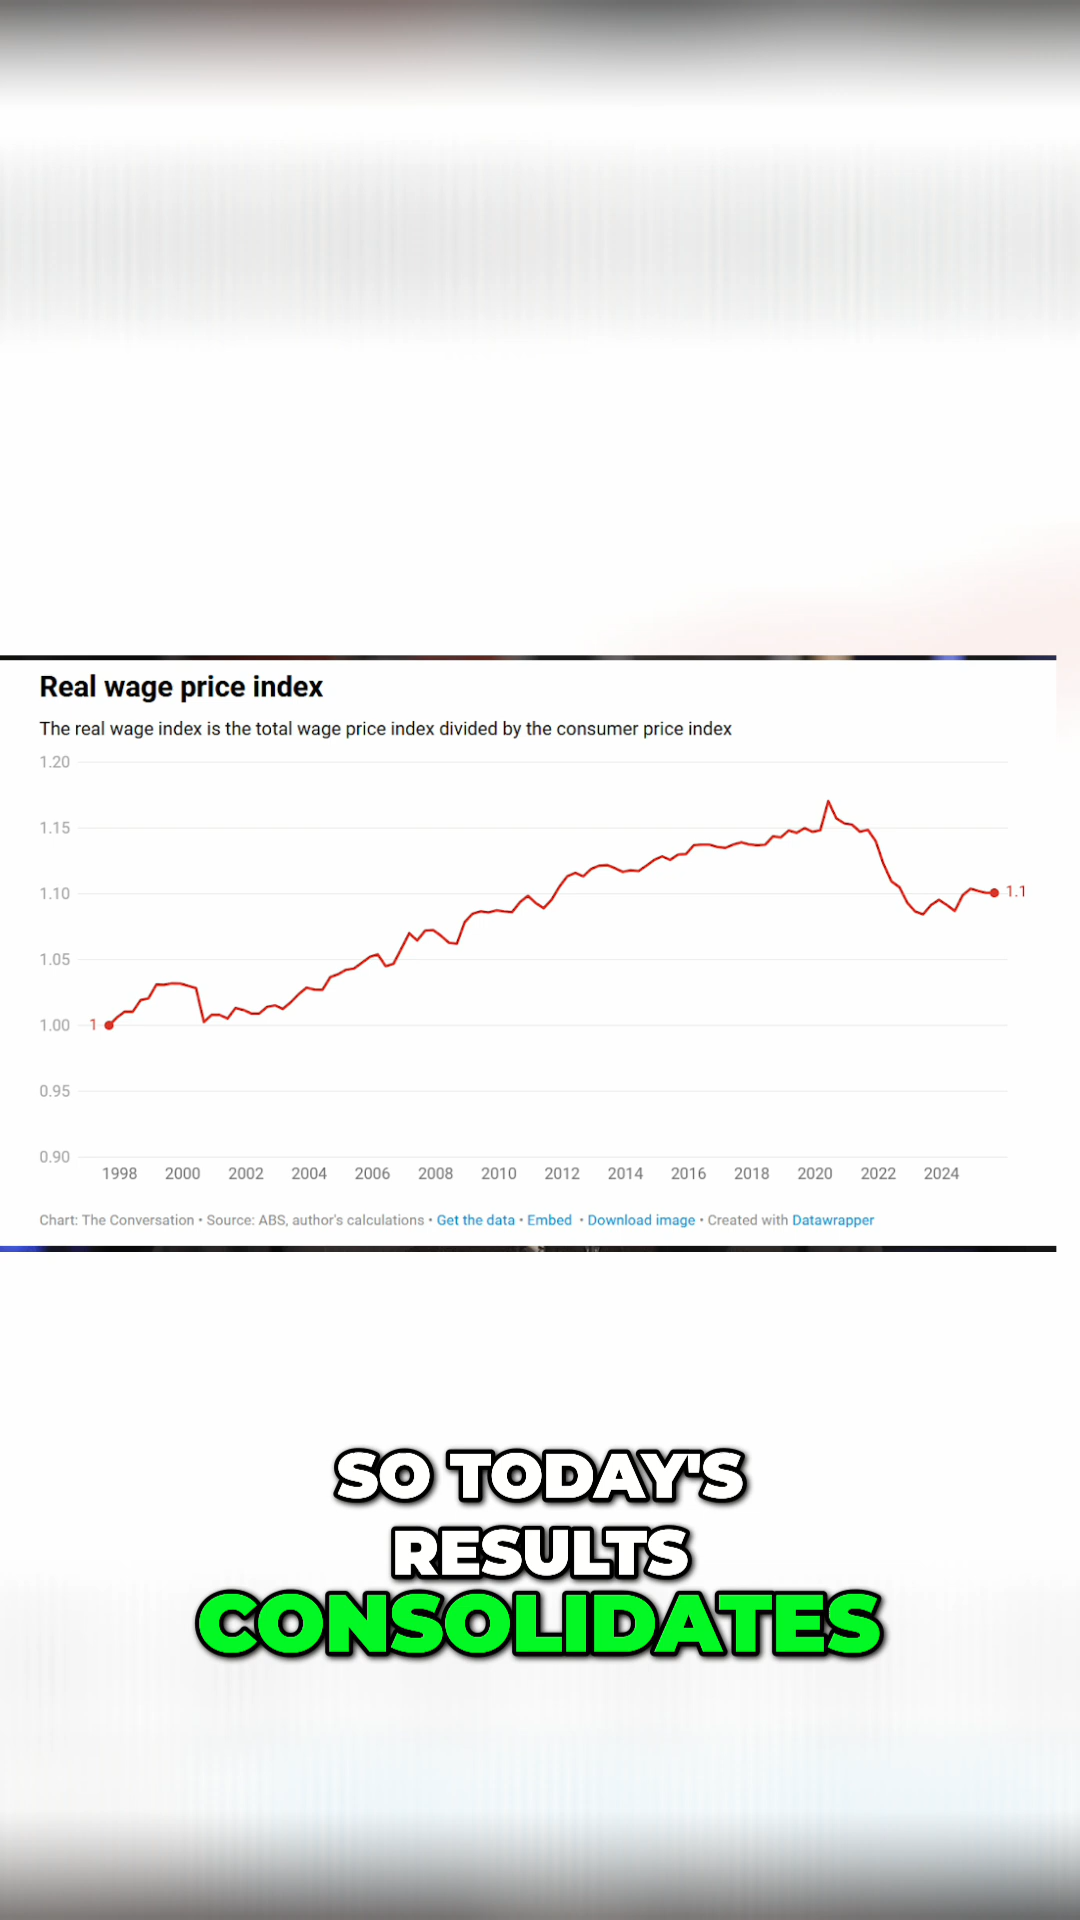 Real wage price index
The real wage index is the total wage price index divided by the consumer price index
1.20
1.15
1.10
1.1
1.05
1.00
1
0.95
0.90
1998 2000 2002 2004 2006 2008 2010 2012 2014 2016 2018 2020 2022 2024
Chart: The Conversation • Source: ABS, author's calculations • Get the data • Embed • Download image • Created with Datawrapper
SO TODAY'S
RESULTS
CONSOLIDATES